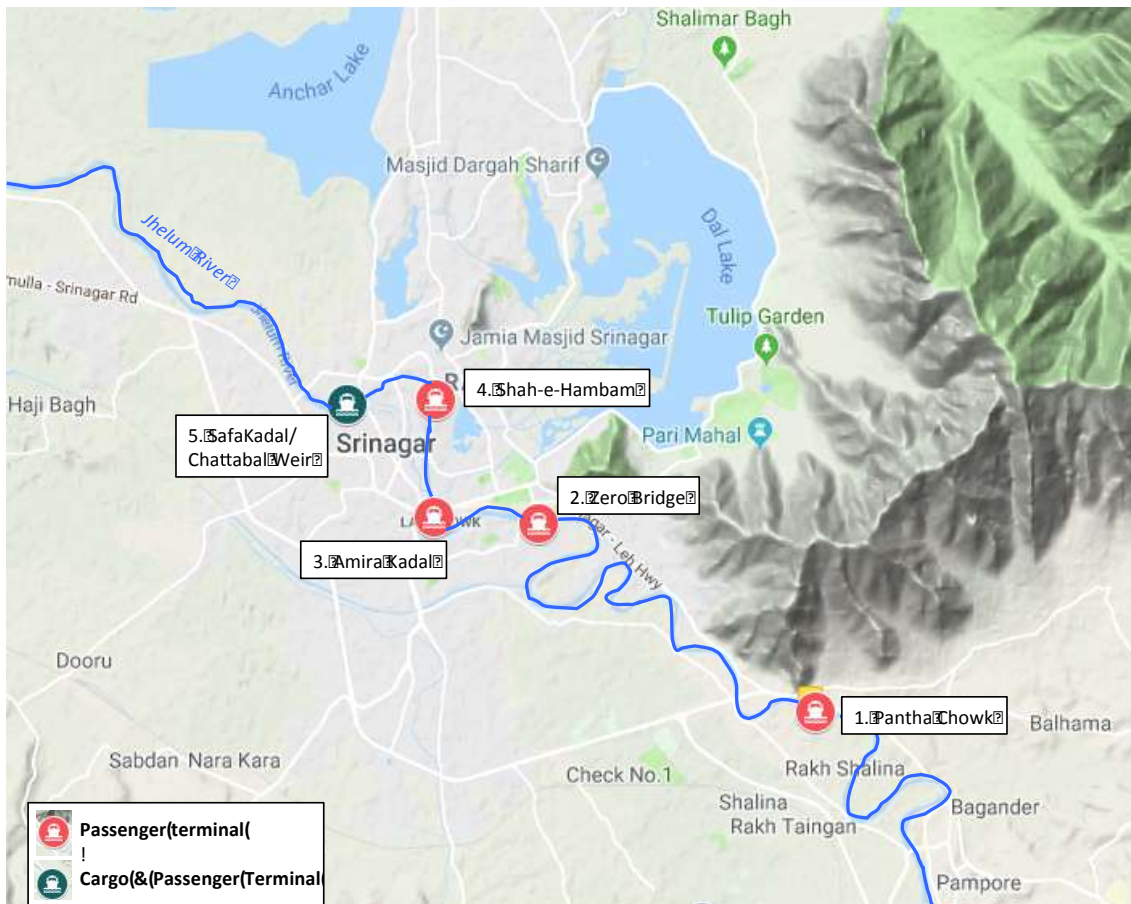 Shalimar Bagh
Anchar Lake
Masjid Dargah Sharif
Dal Lake
Jhelum⍰River⍰
mulla - Srinagar Rd
Jhelum River
Tulip Garden
Jamia Masjid Srinagar
4.⍰Shah-e-Hambam⍰
Haji Bagh
5.⍰SafaKadal/
Chattabal⍰Weir⍰
Srinagar
Pari Mahal
2.⍰Zero⍰Bridge⍰
agar - Leh Hwy
3.⍰Amira⍰Kadal⍰
Dooru
1.⍰Pantha⍰Chowk⍰
Balhama
Sabdan Nara Kara
Check No.1
Rakh Shalina
Shalina
Rakh Taingan
Bagander
Pampore
Passenger(terminal(
!
Cargo(&(Passenger(Terminal(